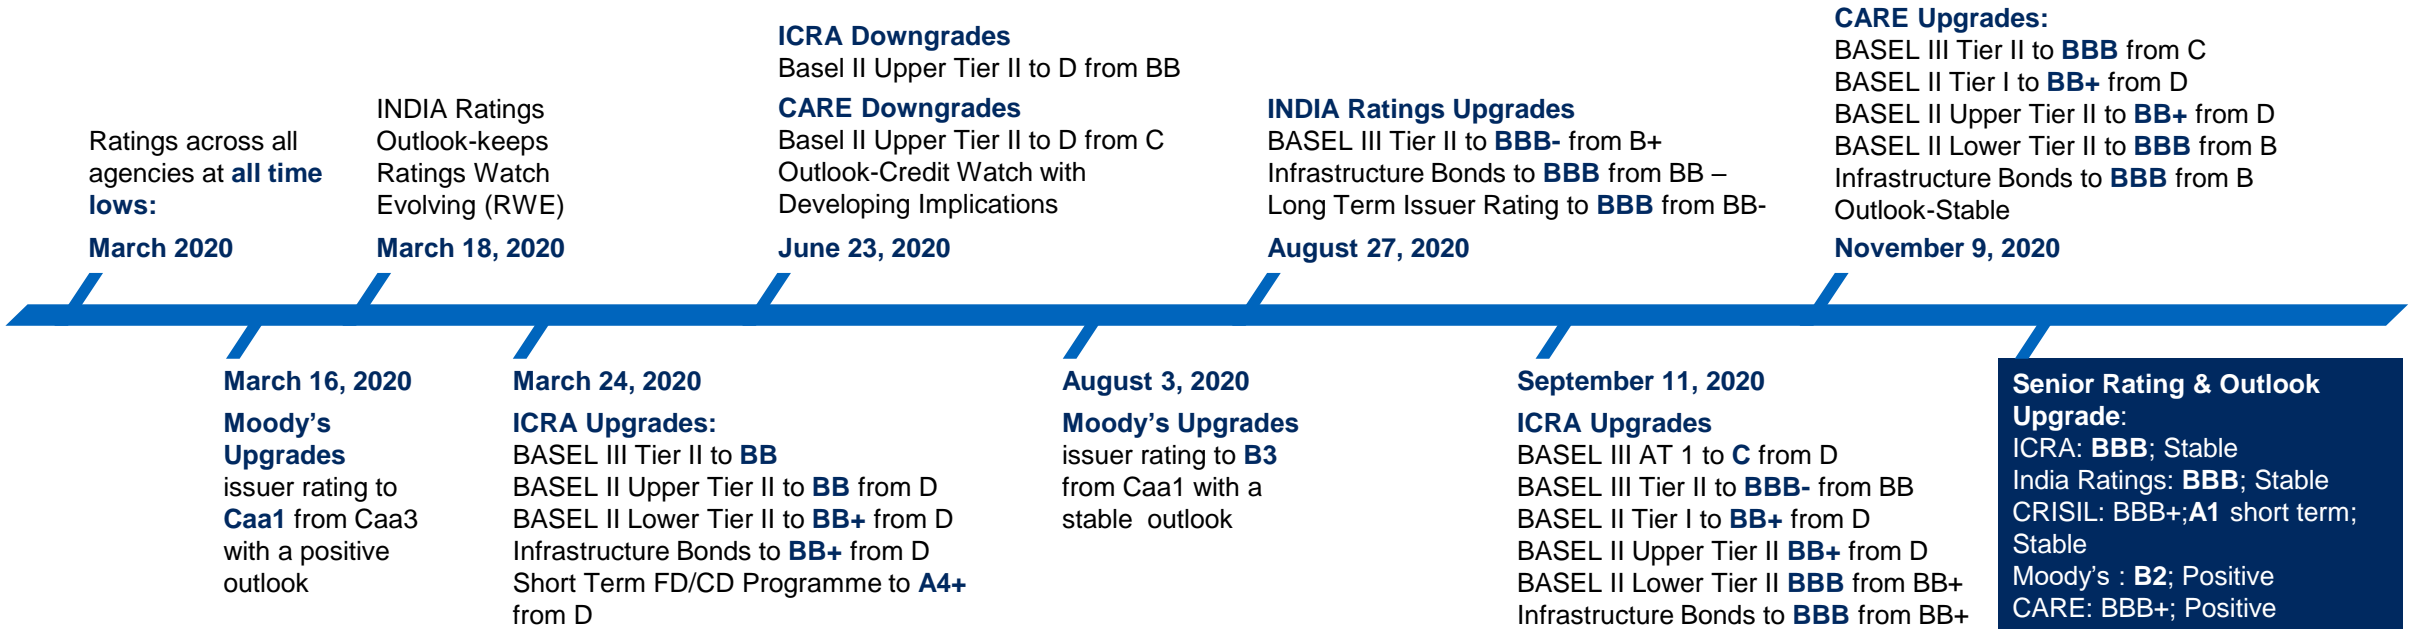 Ratings across all
agencies at all time
lows:
March 2020
INDIA Ratings
Outlook-keeps
Ratings Watch
Evolving (RWE)
March 18, 2020
ICRA Downgrades
Basel II Upper Tier II to D from BB
CARE Downgrades
Basel II Upper Tier II to D from C
Outlook-Credit Watch with
Developing Implications
June 23, 2020
INDIA Ratings Upgrades
BASEL III Tier II to BBB- from B+
Infrastructure Bonds to BBB from BB –
Long Term Issuer Rating to BBB from BB-
August 27, 2020
CARE Upgrades:
BASEL III Tier II to BBB from C
BASEL II Tier I to BB+ from D
BASEL II Upper Tier II to BB+ from D
BASEL II Lower Tier II to BBB from B
Infrastructure Bonds to BBB from B
Outlook-Stable
November 9, 2020
March 16, 2020
Moody’s
Upgrades
issuer rating to
Caa1 from Caa3
with a positive
outlook
March 24, 2020
ICRA Upgrades:
BASEL III Tier II to BB
BASEL II Upper Tier II to BB from D
BASEL II Lower Tier II to BB+ from D
Infrastructure Bonds to BB+ from D
Short Term FD/CD Programme to A4+
from D
August 3, 2020
Moody’s Upgrades
issuer rating to B3
from Caa1 with a
stable outlook
September 11, 2020
ICRA Upgrades
BASEL III AT 1 to C from D
BASEL III Tier II to BBB- from BB
BASEL II Tier I to BB+ from D
BASEL II Upper Tier II BB+ from D
BASEL II Lower Tier II BBB from BB+
Infrastructure Bonds to BBB from BB+
Senior Rating & Outlook
Upgrade:
ICRA: BBB; Stable
India Ratings: BBB; Stable
CRISIL: BBB+;A1 short term;
Stable
Moody’s : B2; Positive
CARE: BBB+; Positive